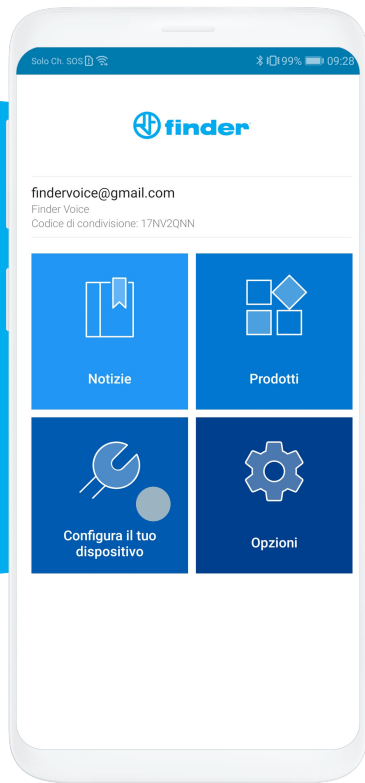 Solo Ch. SOS 99% 09:28
finder
findervoice@gmail.com
Finder Voice
Codice di condivisione: 17NV2QNN
Notizie
Prodotti
Configura il tuo
dispositivo
Opzioni